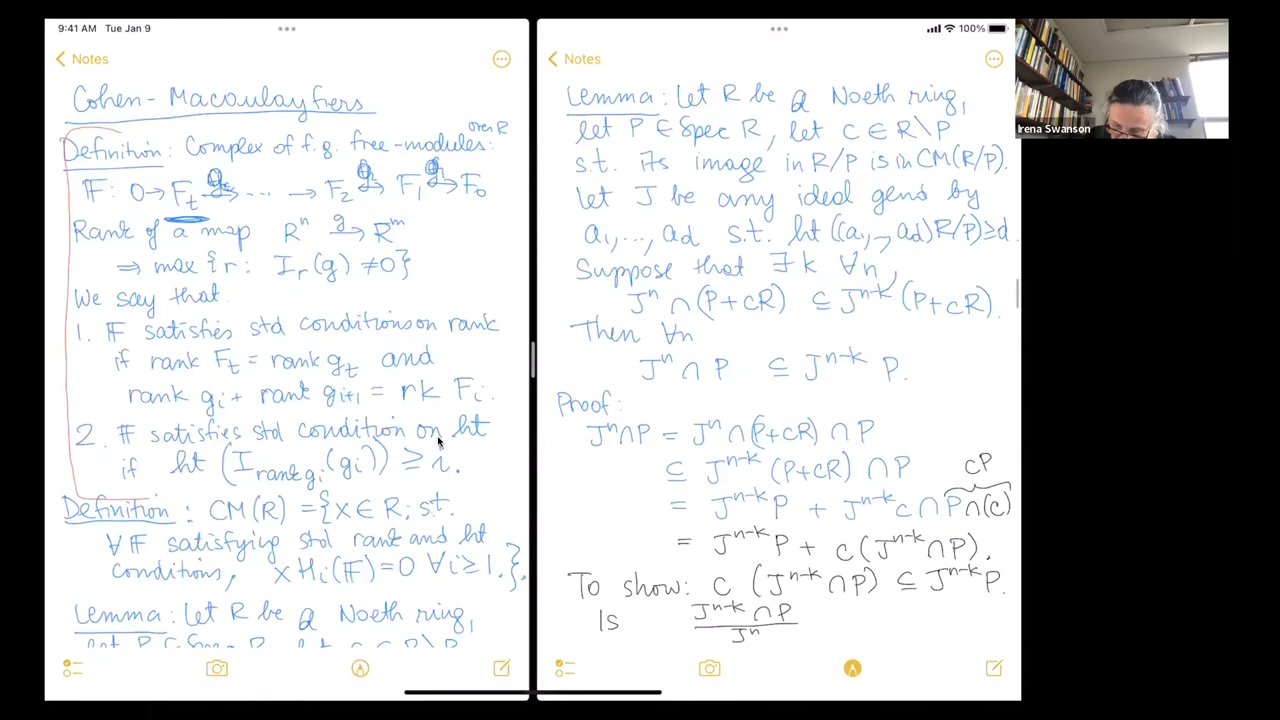 9:41 AM Tue Jan 9
Notes
Cohen-Macaulayfiers
Definition: Complex of f.g. free-modules over R:
F: 0→ F_t → ... → F_2 → F_1 → F_0
Rank of a map R^n →^g R^m
⇒ max {r: I_r(g) ≠ 0}
We say that:
1. F satisfies std conditions on rank
if rank F_t = rank g_t and
rank g_i + rank g_{i+1} = rk F_i.
2. F satisfies std condition on ht
if ht (I_{rank g_i}(g_i)) ≥ i.
Definition: CM(R) = {x ∈ R; s.t.
∀ F satisfying std rank and ht
conditions, x H_i(F) = 0 ∀ i ≥ 1.}.
Lemma: Let R be a Noeth ring,
let P ∈ Spec R, let c ∈ R\P
100%
Notes
Lemma: Let R be a Noeth ring,
let P ∈ Spec R, let c ∈ R\P
s.t. its image in R/P is in CM(R/P).
Let J be any ideal gend by
a_1, ..., a_d s.t. ht ((a_1, .., a_d)R/P) ≥ d.
Suppose that ∃ k ∀ n,
J^n ∩ (P+cR) ⊆ J^{n-k} (P+cR).
Then ∀n
J^n ∩ P ⊆ J^{n-k} P.
Proof:
J^n ∩ P = J^n ∩ (P+cR) ∩ P
⊆ J^{n-k} (P+cR) ∩ P
cP
= J^{n-k} P + J^{n-k} c ∩ P ∩ (c)
= J^{n-k} P + c (J^{n-k} ∩ P).
To show: c (J^{n-k} ∩ P) ⊆ J^{n-k} P.
Is J^{n-k} ∩ P / J^n
Irena Swanson